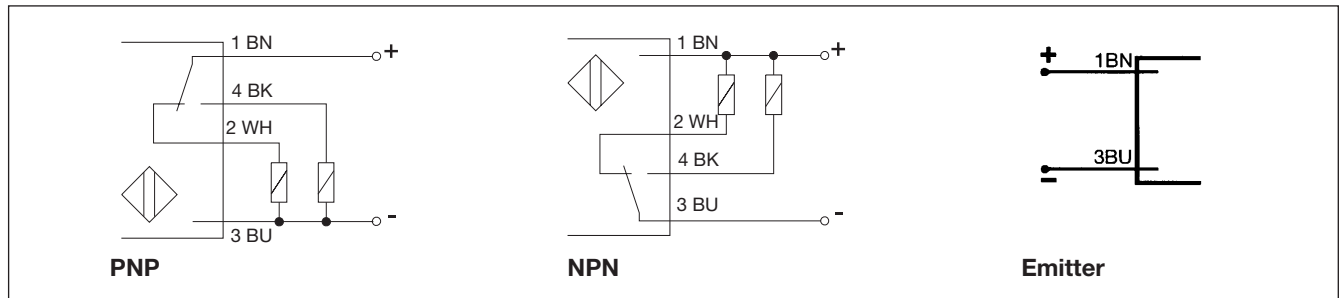 1 BN
+
4 BK
2 WH
-
3 BU
PNP
1 BN
+
2 WH
4 BK
3 BU
-
NPN
+
1BN
3BU
-
Emitter